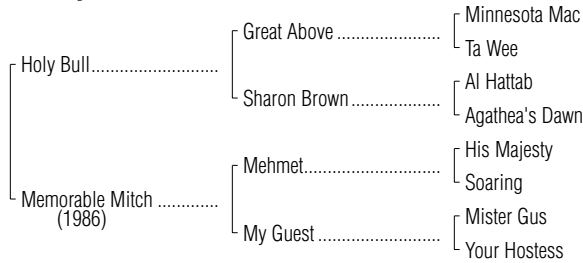 Minnesota Mac
Great Above
Ta Wee
Holy Bull
Al Hattab
Sharon Brown
Agathea's Dawn
His Majesty
Mehmet
Soaring
Memorable Mitch
(1986)
Mister Gus
My Guest
Your Hostess